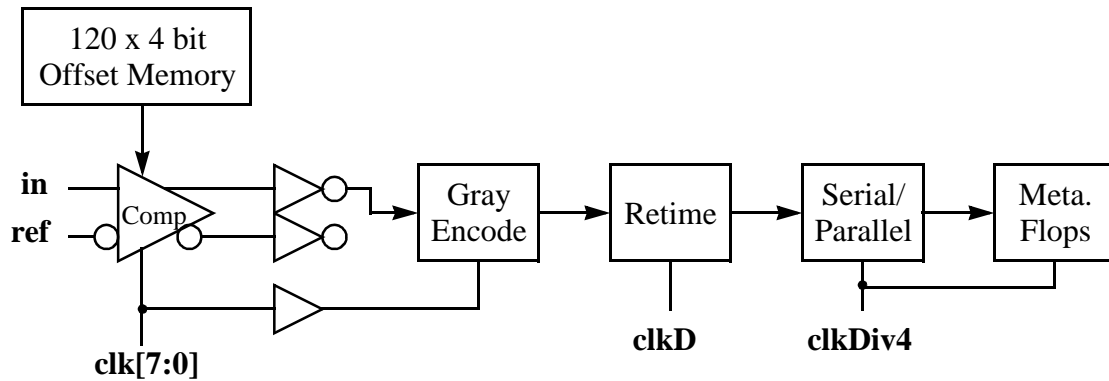 120 x 4 bit
Offset Memory
in
ref
Comp
Gray
Encode
Retime
Serial/
Parallel
Meta.
Flops
clk[7:0]
clkD
clkDiv4